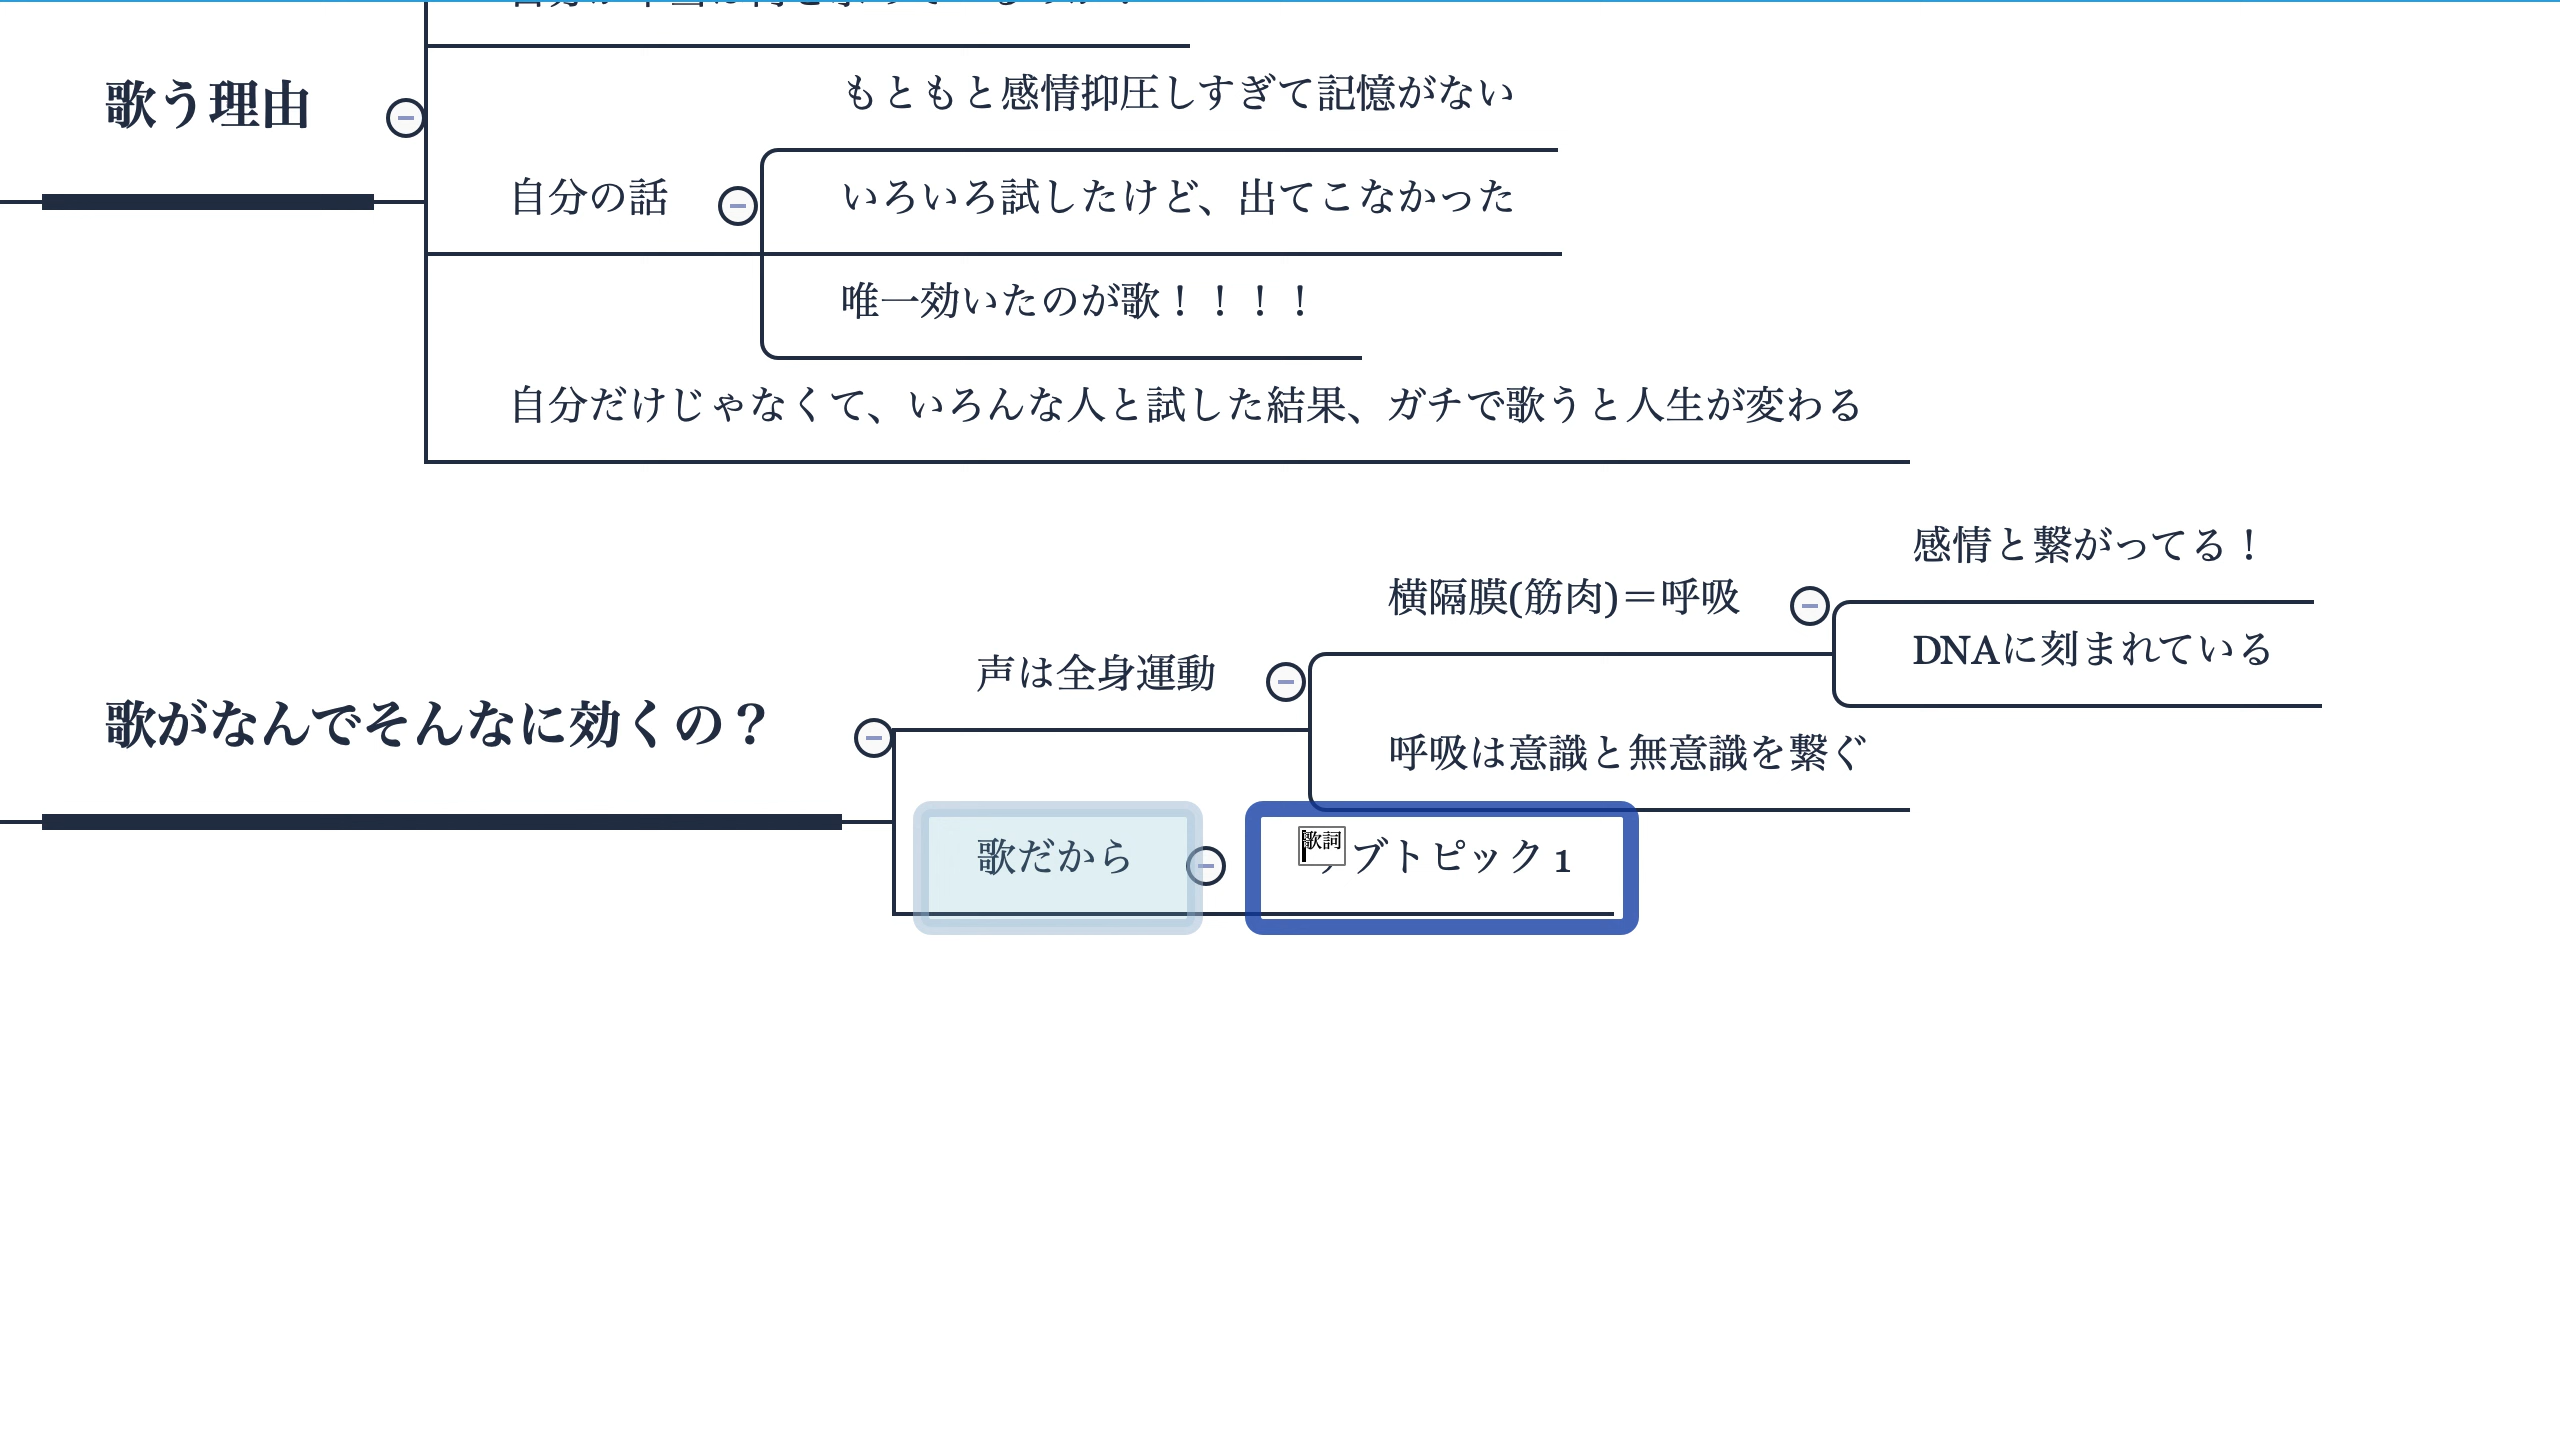 歌う理由
もともと感情抑圧しすぎて記憶がない
自分の話
いろいろ試したけど、出てこなかった
唯一効いたのが歌！！！！
自分だけじゃなくて、いろんな人と試した結果、ガチで歌うと人生が変わる
感情と繋がってる！
横隔膜(筋肉)＝呼吸
DNAに刻まれている
声は全身運動
歌がなんでそんなに効くの？
呼吸は意識と無意識を繋ぐ
歌だから
歌詞
ブトピック 1